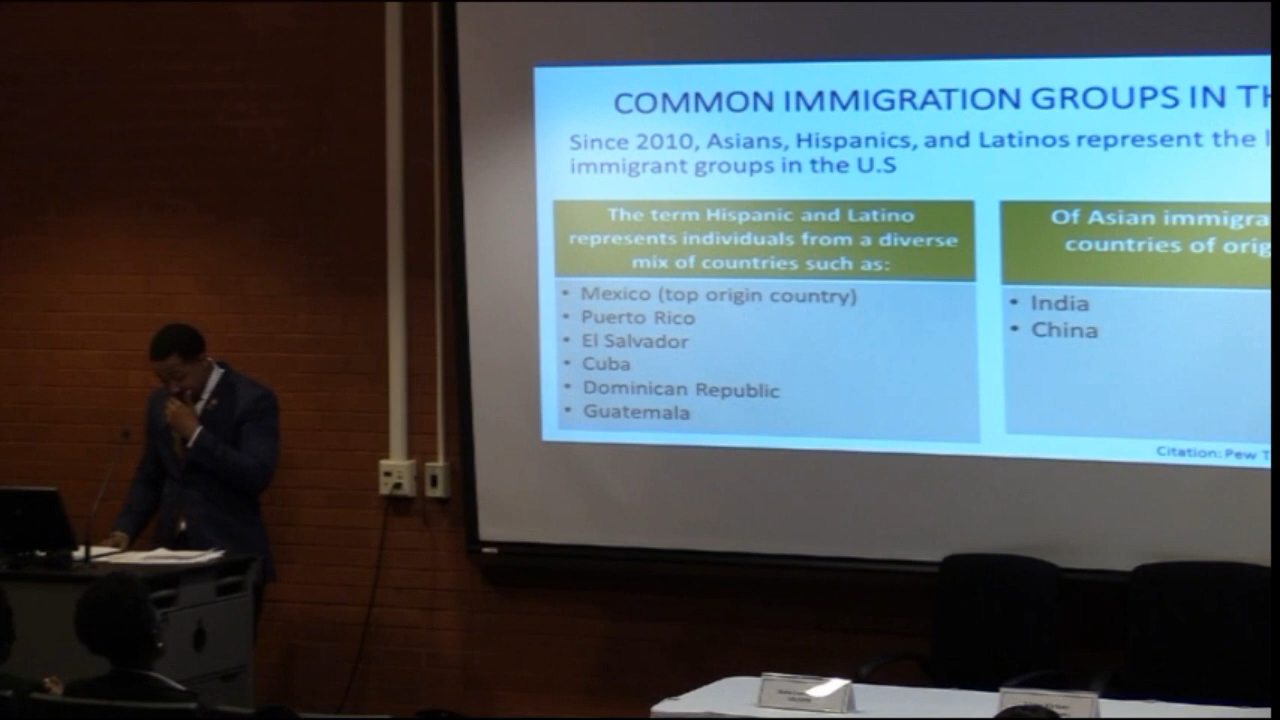 COMMON IMMIGRATION GROUPS IN TH
Since 2010, Asians, Hispanics, and Latinos represent the l
immigrant groups in the U.S
The term Hispanic and Latino
represents individuals from a diverse
mix of countries such as:
• Mexico (top origin country)
• Puerto Rico
• El Salvador
• Cuba
• Dominican Republic
• Guatemala
Of Asian immigra
countries of orig
• India
• China
Citation: Pew T